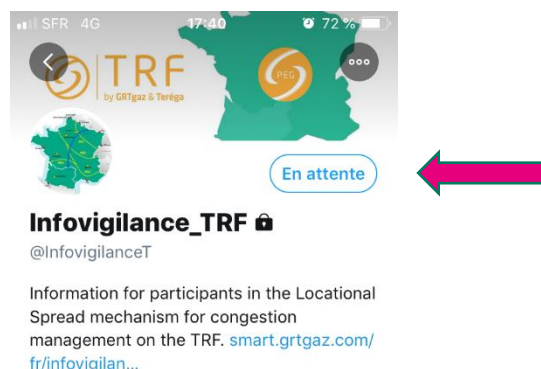 SFR 4G 17:40 72 %
TRF
by GRTgaz & Teréga
PEG
En attente
Infovigilance_TRF
@InfovigilanceT
Information for participants in the Locational
Spread mechanism for congestion
management on the TRF. smart.grtgaz.com/
fr/infovigilan...